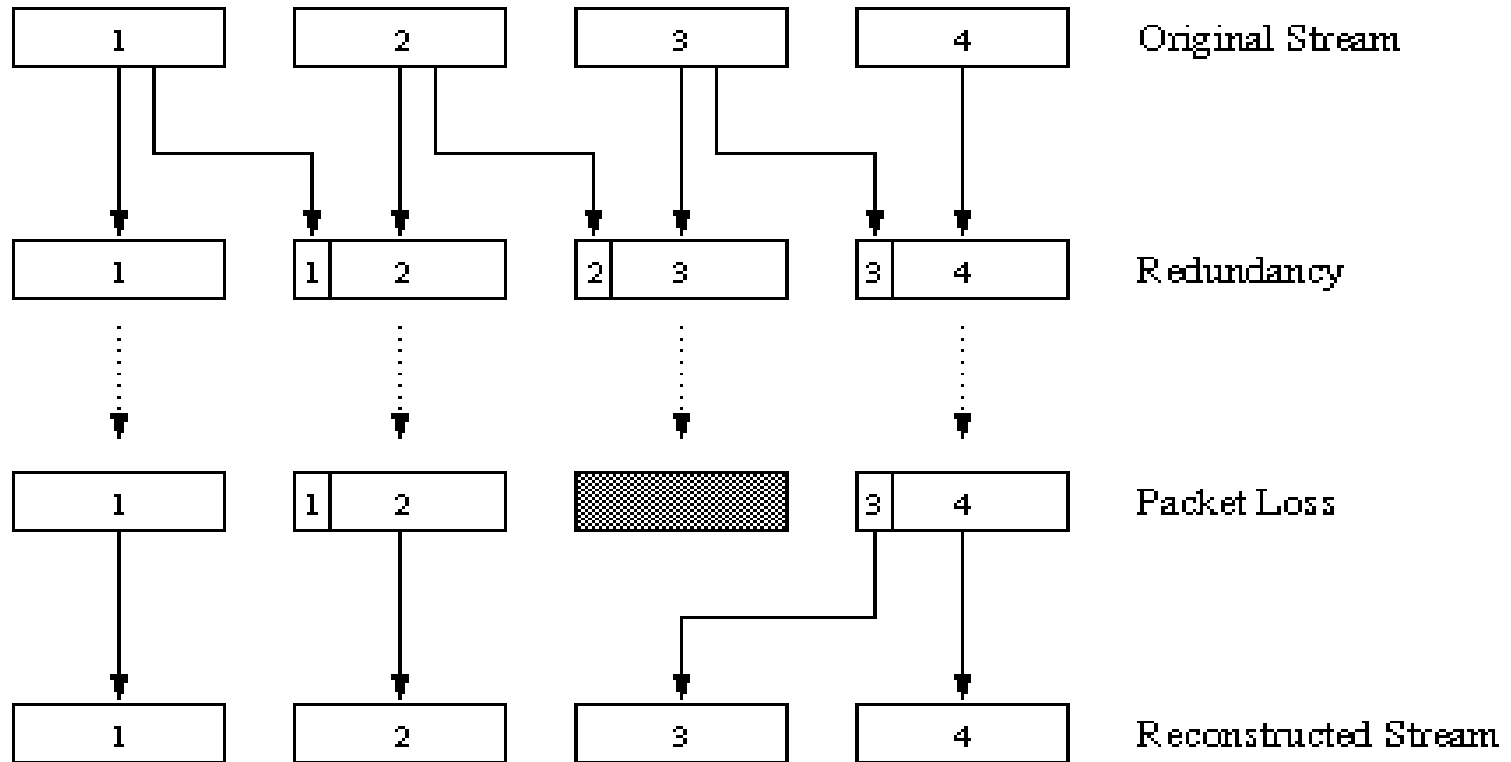 1 2 3 4 Original Stream
1 1 2 2 3 3 4 Redundancy
1 1 2 3 4 Packet Loss
1 2 3 4 Reconstructed Stream